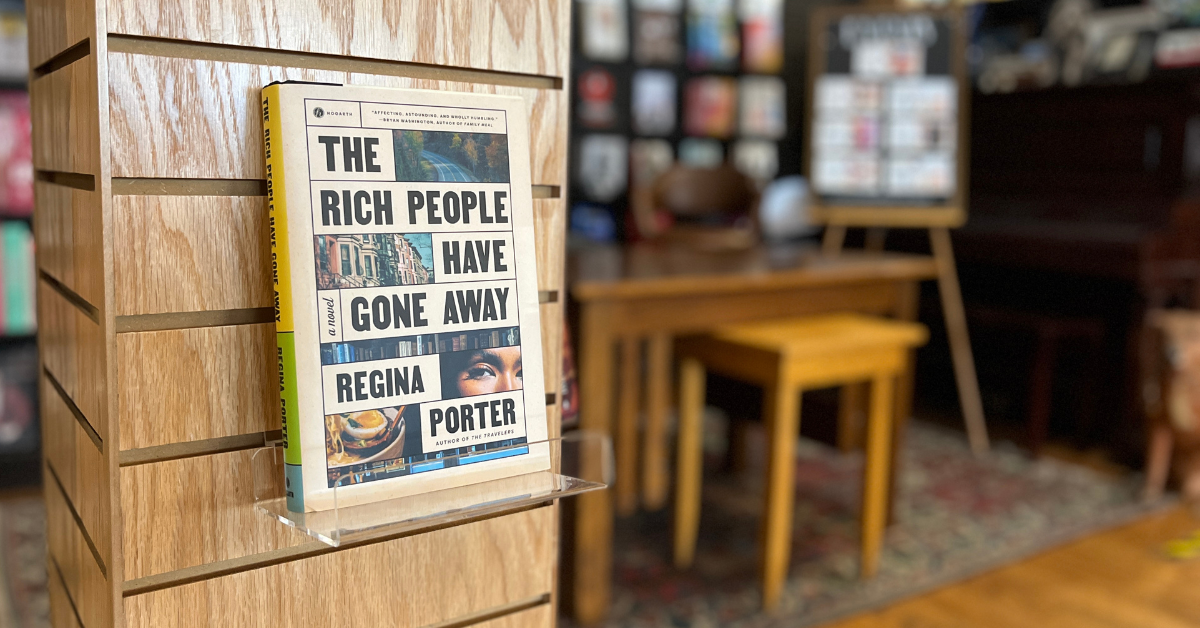 THE RICH PEOPLE HAVE GONE AWAY
REGINA PORTER
HOGARTH
"AFFECTING, ASTOUNDING, AND WHOLLY HUMBLING."
—BRYAN WASHINGTON, AUTHOR OF FAMILY MEAL
THE
RICH PEOPLE
HAVE
a novel
GONE AWAY
REGINA
PORTER
AUTHOR OF THE TRAVELERS